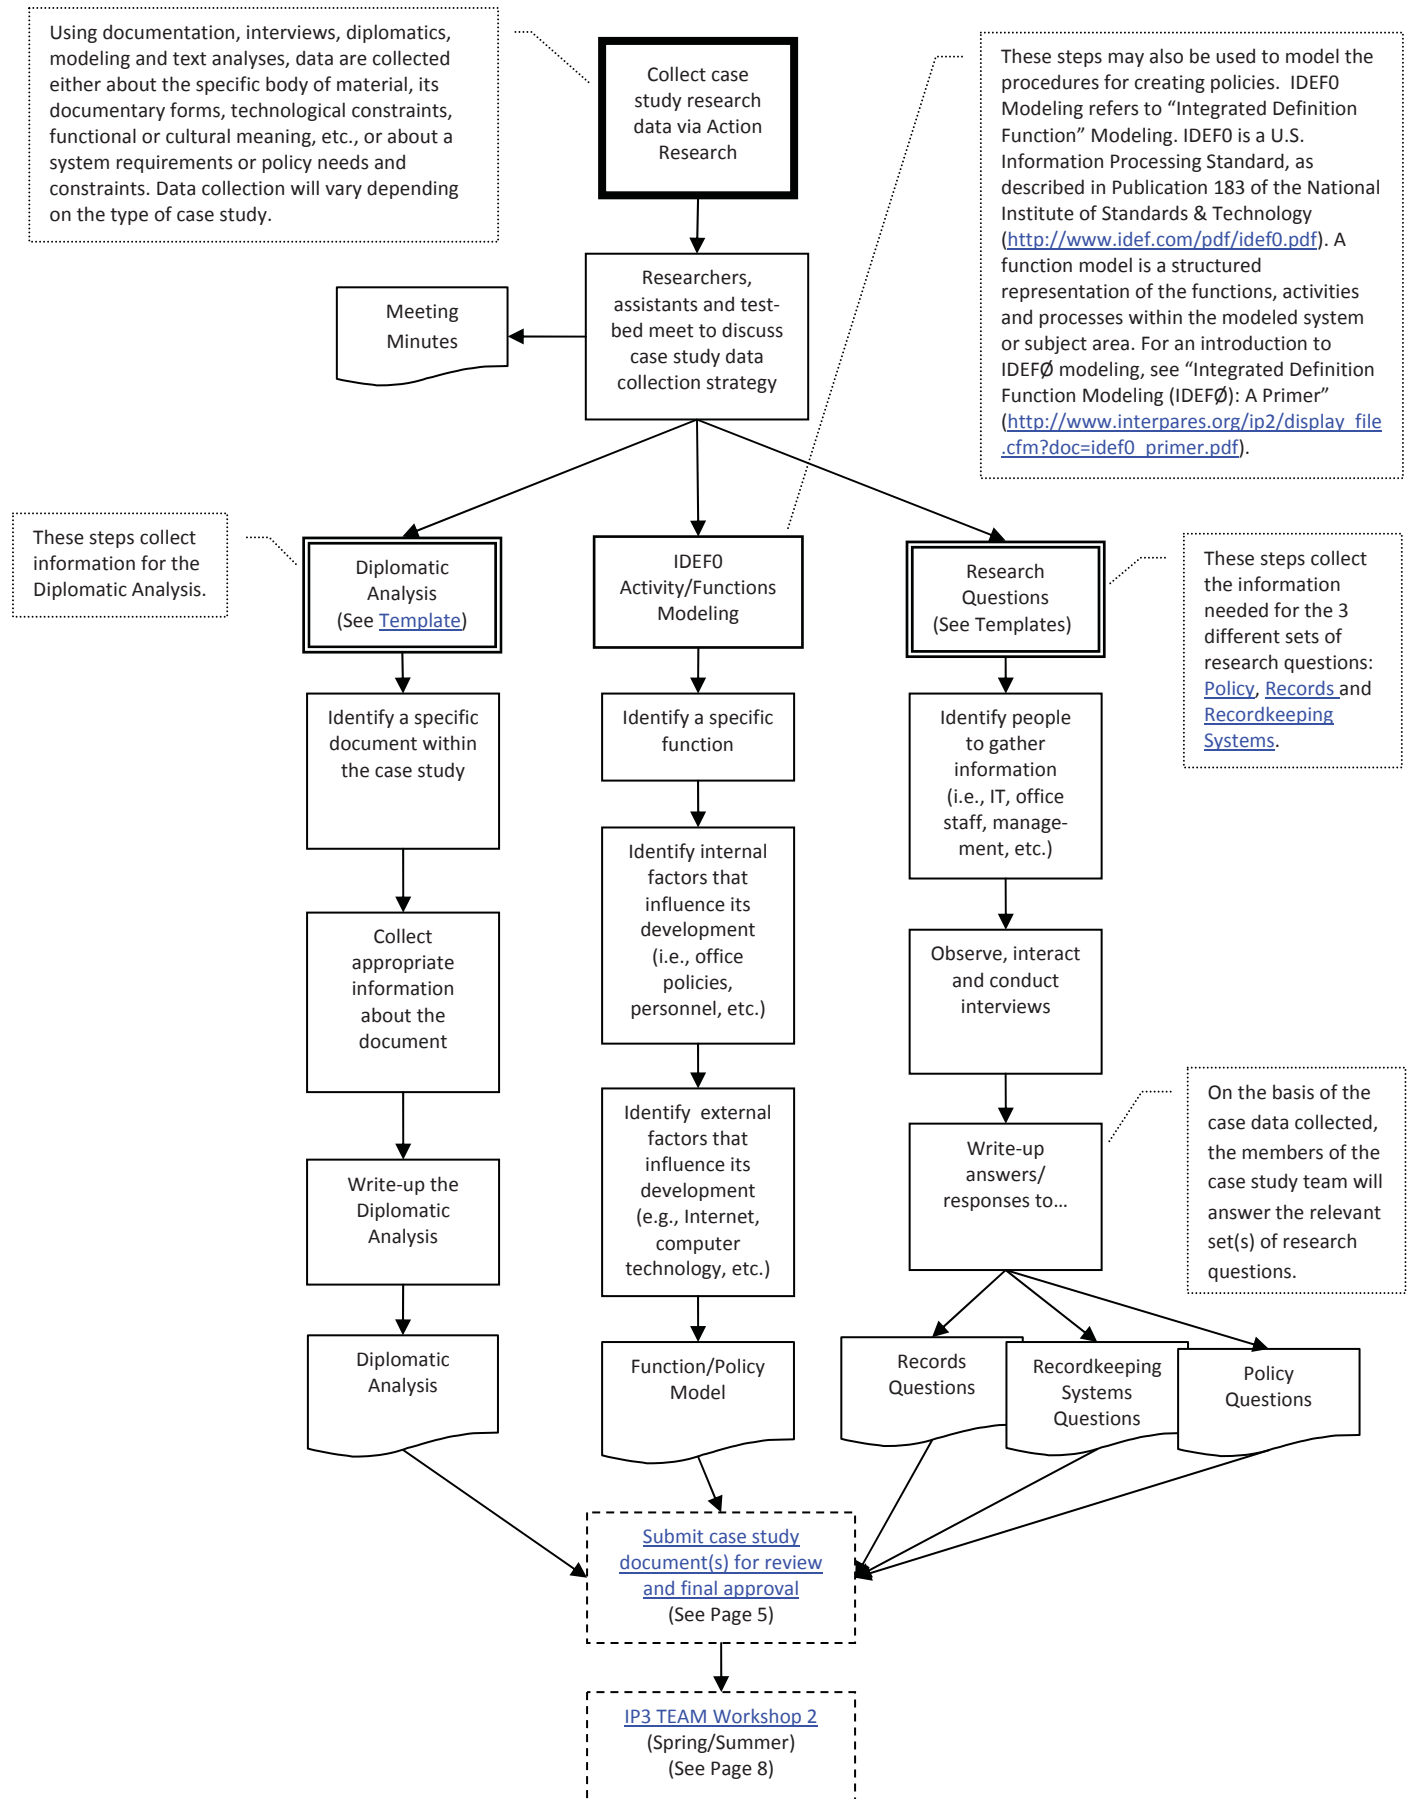 Using documentation, interviews, diplomatics,
modeling and text analyses, data are collected
either about the specific body of material, its
documentary forms, technological constraints,
functional or cultural meaning, etc., or about a
system requirements or policy needs and
constraints. Data collection will vary depending
on the type of case study.
Collect case
study research
data via Action
Research
These steps may also be used to model the
procedures for creating policies.  IDEF0
Modeling refers to “Integrated Definition
Function” Modeling. IDEF0 is a U.S.
Information Processing Standard, as
described in Publication 183 of the National
Institute of Standards & Technology
(http://www.idef.com/pdf/idef0.pdf). A
function model is a structured
representation of the functions, activities
and processes within the modeled system
or subject area. For an introduction to
IDEFØ modeling, see “Integrated Definition
Function Modeling (IDEFØ): A Primer”
(http://www.interpares.org/ip2/display_file
.cfm?doc=idef0_primer.pdf).
Meeting
Minutes
Researchers,
assistants and test-
bed meet to discuss
case study data
collection strategy
These steps collect
information for the
Diplomatic Analysis.
Diplomatic
Analysis
(See Template)
IDEF0
Activity/Functions
Modeling
Research
Questions
(See Templates)
These steps collect
the information
needed for the 3
different sets of
research questions:
Policy, Records and
Recordkeeping
Systems.
Identify a specific
document within
the case study
Identify a specific
function
Identify people
to gather
information
(i.e., IT, office
staff, manage-
ment, etc.)
Collect
appropriate
information
about the
document
Identify internal
factors that
influence its
development
(i.e., office
policies,
personnel, etc.)
Observe, interact
and conduct
interviews
Write-up the
Diplomatic
Analysis
Identify  external
factors that
influence its
development
(e.g., Internet,
computer
technology, etc.)
Write-up
answers/
responses to…
On the basis of the
case data collected,
the members of the
case study team will
answer the relevant
set(s) of research
questions.
Diplomatic
Analysis
Function/Policy
Model
Records
Questions
Recordkeeping
Systems
Questions
Policy
Questions
Submit case study
document(s) for review
and final approval
(See Page 5)
IP3 TEAM Workshop 2
(Spring/Summer)
(See Page 8)